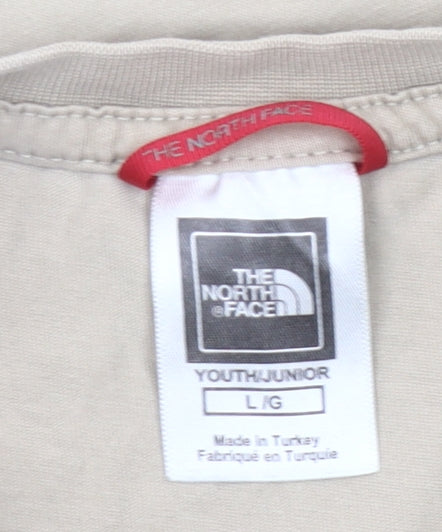 THE NORTH FACE
THE
NORTH
®FACE
YOUTH/JUNIOR
L/G
Made in Turkey
Fabriqué en Turquie